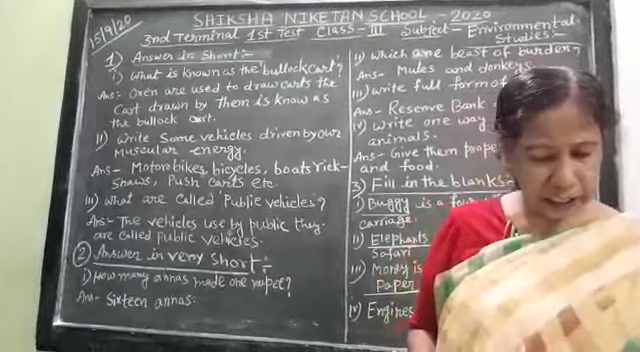 15/9/20
SHIKSHA NIKETAN SCHOOL - 2020
3nd Terminal 1st Test Class - III Subject - Environmental
Studies:-
1) Answer in Short:-
i) What is known as the 'bullock cart'?
Ans:- Oxen are used to draw carts the
cart drawn by them is know as
the bullock cart.
ii) Write Some vehicles driven by our
Muscular energy.
Ans - Motorbikes, bicycles, boats rick-
shaws, Push carts etc.
iii) What are called 'Public vehicles'?
Ans:- The vehicles use by public they
are called Public vehicles.
2) Answer in very Short:-
i) How many annas made one rupee?
Ans - Sixteen annas.
ii) Which are beast of burden?
Ans - Mules and donkeys.
iii) Write full form of
Ans - Reserve Bank
iv) Write one way
animals.
Ans - Give them
and food.
3) Fill in the blanks:-
i) Buggy is a
carriage.
ii) Elephants
Safari
iii) is
Paper
iv) Engines